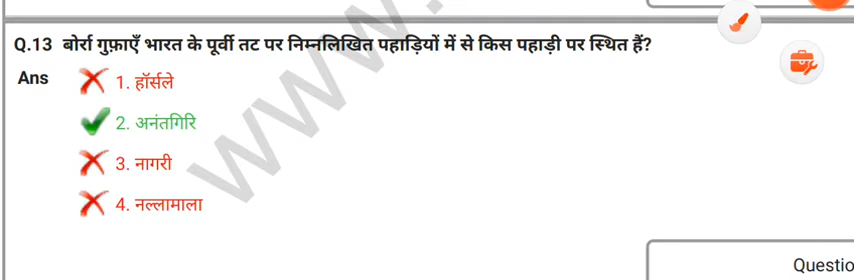 Q.13 बोर्रा गुफ़ाएँ भारत के पूर्वी तट पर निम्नलिखित पहाड़ियों में से किस पहाड़ी पर स्थित हैं?
Ans 1. हॉर्सले
2. अनंतगिरि
3. नागरी
4. नल्लामाला
www.
Questio